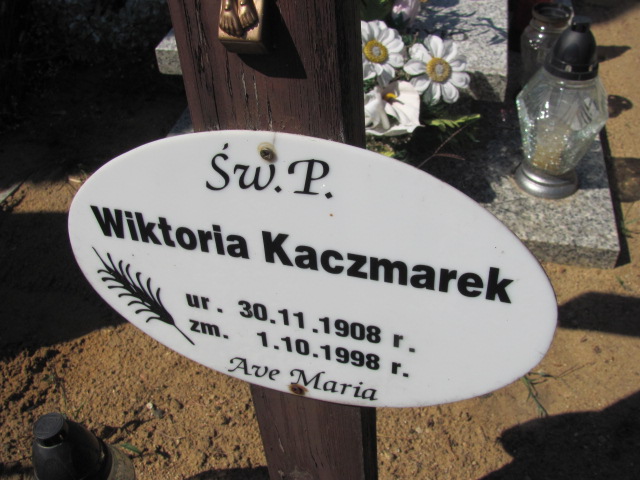 Św. P.
Wiktoria Kaczmarek
ur. 30.11.1908 r.
zm. 1.10.1998 r.
Ave Maria